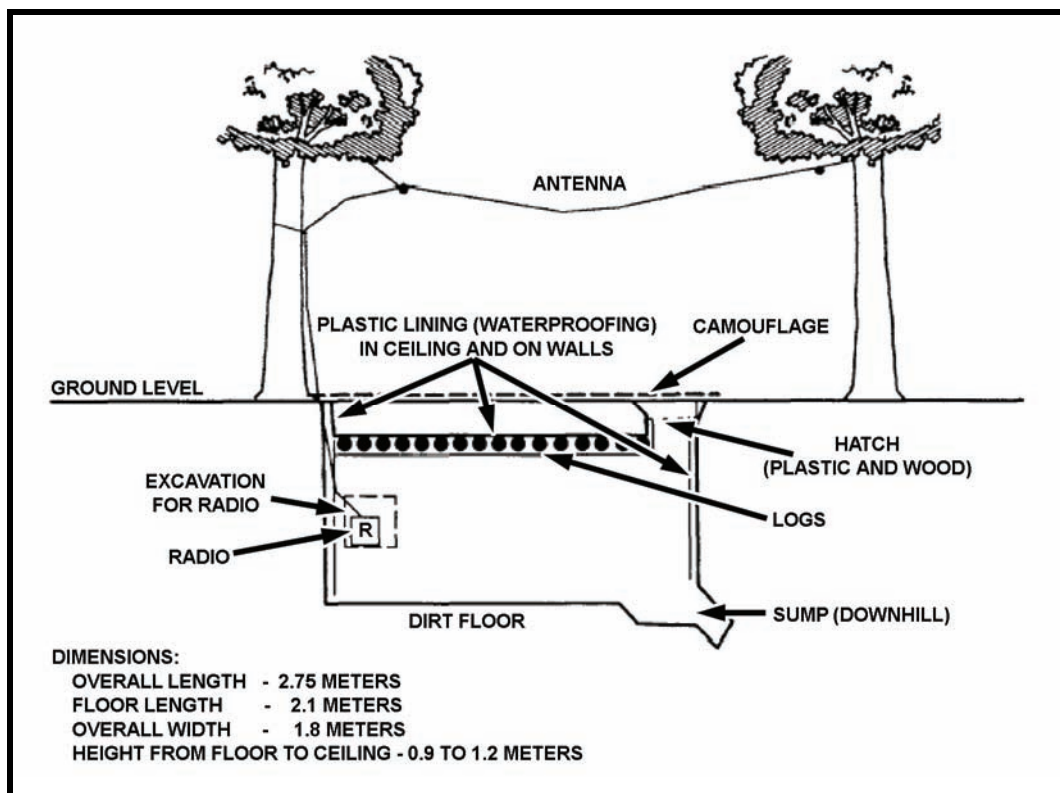 ANTENNA
PLASTIC LINING (WATERPROOFING)
IN CEILING AND ON WALLS
CAMOUFLAGE
GROUND LEVEL
HATCH
(PLASTIC AND WOOD)
EXCAVATION
FOR RADIO
LOGS
R
RADIO
DIRT FLOOR
SUMP (DOWNHILL)
DIMENSIONS:
OVERALL LENGTH - 2.75 METERS
FLOOR LENGTH - 2.1 METERS
OVERALL WIDTH - 1.8 METERS
HEIGHT FROM FLOOR TO CEILING - 0.9 TO 1.2 METERS